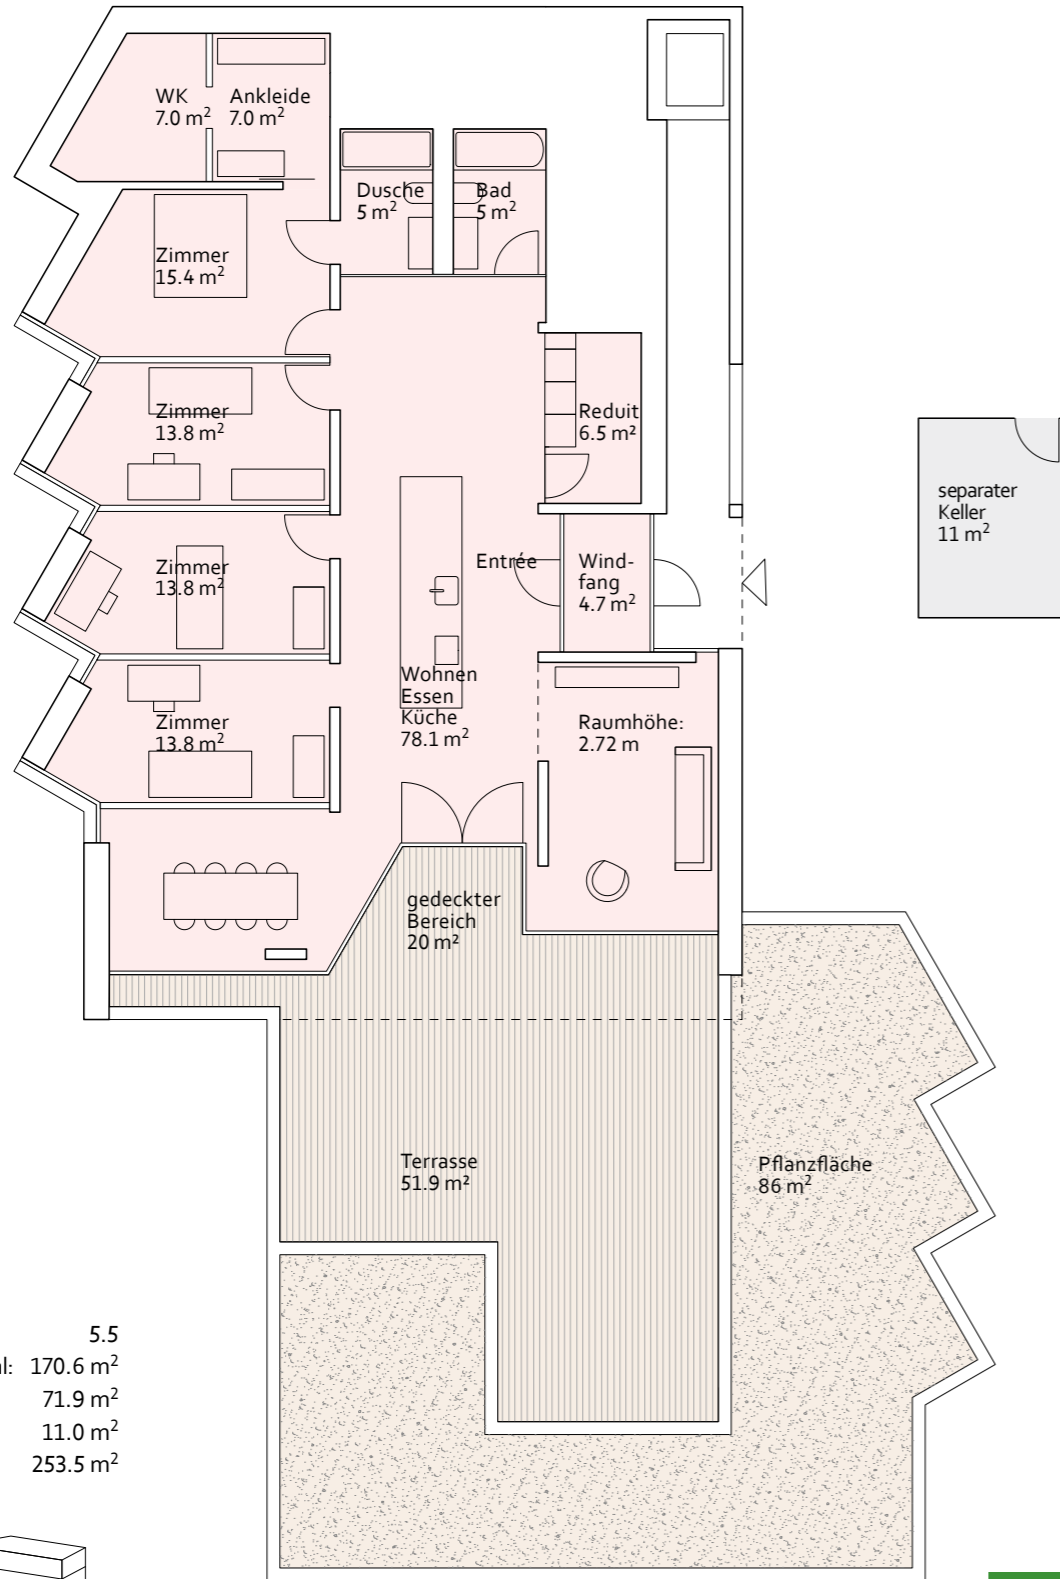 WK
7.0 m²
Ankleide
7.0 m²
Dusche
5 m²
Bad
5 m²
Zimmer
15.4 m²
Zimmer
13.8 m²
Reduit
6.5 m²
separater
Keller
11 m²
Zimmer
13.8 m²
Entrée
Wind-
fang
4.7 m²
Wohnen
Essen
Küche
78.1 m²
Zimmer
13.8 m²
Raumhöhe:
2.72 m
gedeckter
Bereich
20 m²
Terrasse
51.9 m²
Pflanzfläche
86 m²
5.5
170.6 m²
71.9 m²
11.0 m²
253.5 m²